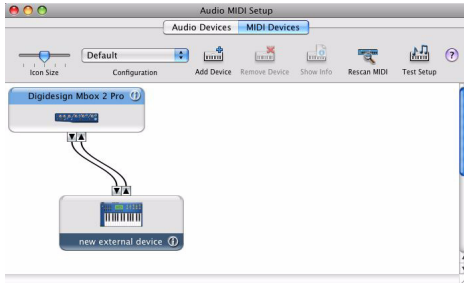 Audio MIDI Setup
Audio Devices MIDI Devices
Default
Icon Size Configuration Add Device Remove Device Show Info Rescan MIDI Test Setup ?
Digidesign Mbox 2 Pro i
new external device i